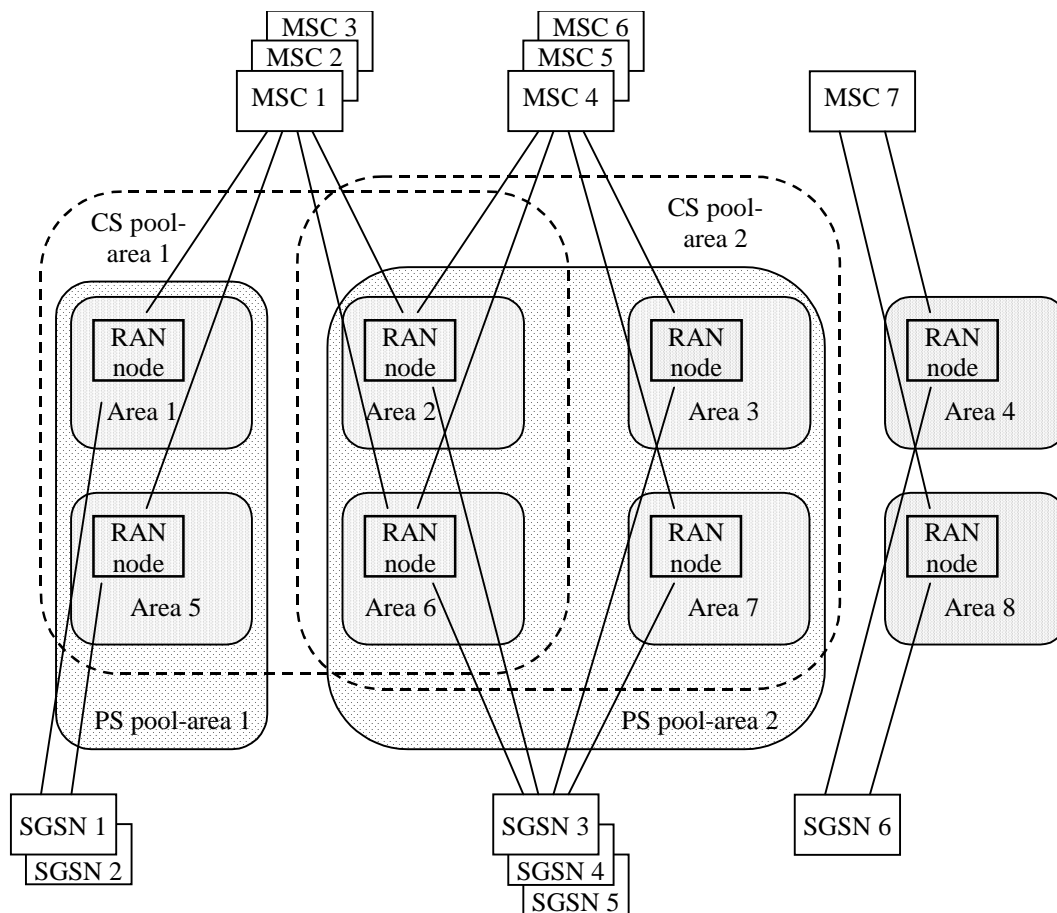 MSC 3
MSC 2
MSC 1
MSC 6
MSC 5
MSC 4
MSC 7
CS pool-
area 1
CS pool-
area 2
RAN
node
Area 1
RAN
node
Area 2
RAN
node
Area 3
RAN
node
Area 4
RAN
node
Area 5
RAN
node
Area 6
RAN
node
Area 7
RAN
node
Area 8
PS pool-area 1
PS pool-area 2
SGSN 1
SGSN 2
SGSN 3
SGSN 4
SGSN 5
SGSN 6